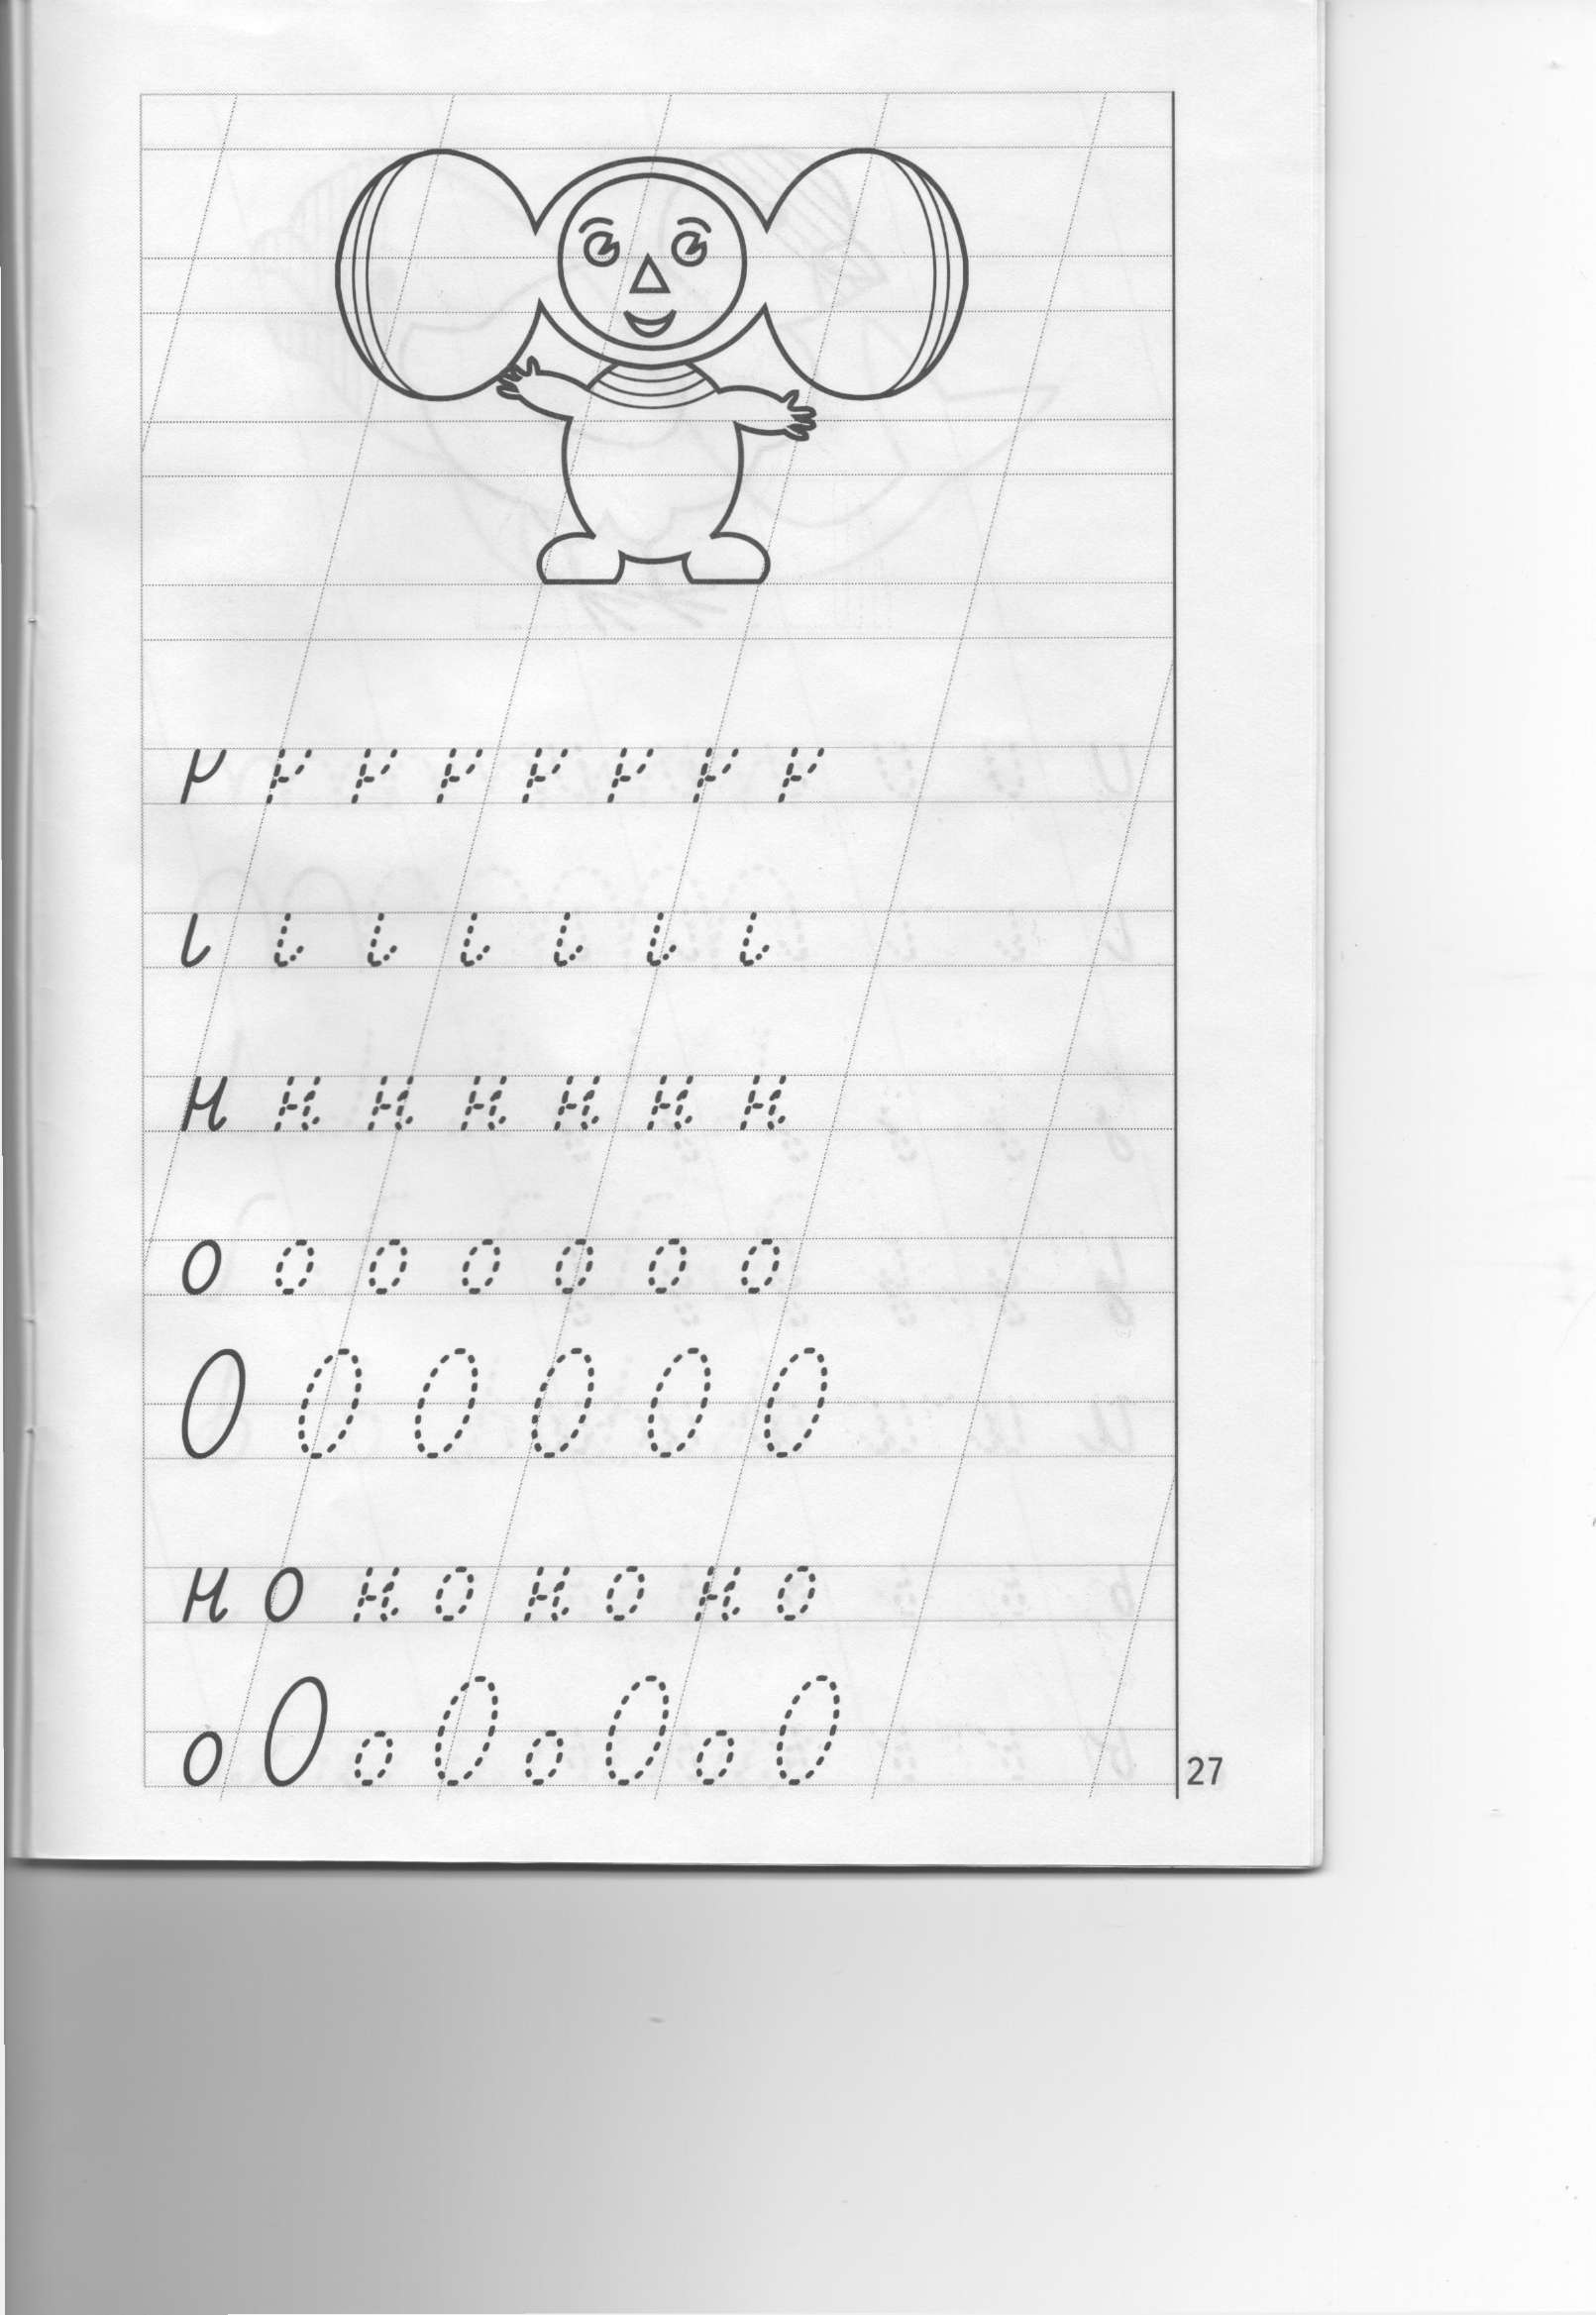 н н н н н н н
о о о о о о о
О О О О О О
н о н о н о н о
о О о О о О о О
27